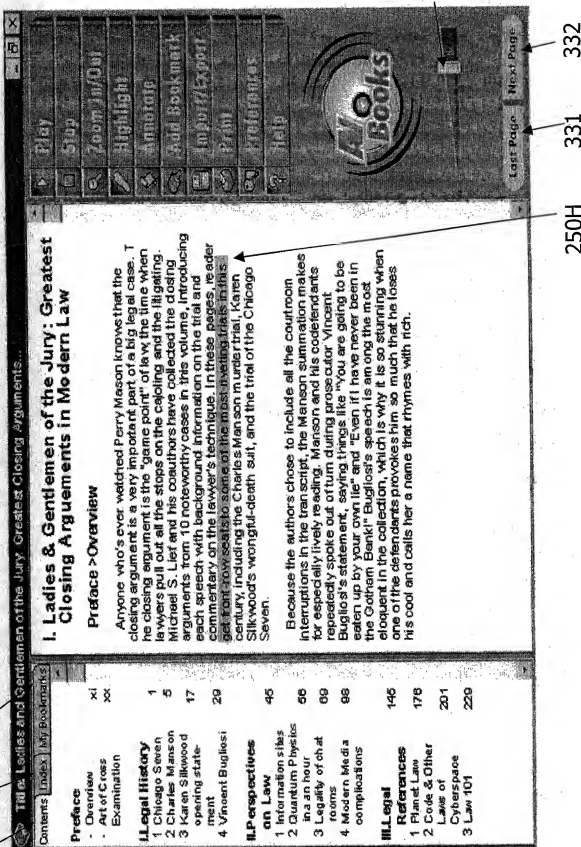 Title: Ladies and Gentlemen of the Jury: Greatest Closing Arguments...
Contents Index My Bookmarks
Preface
- Overview xi
- Art of Cross xx
Examination
I.Legal History 1
1 Chicago Seven 5
2 Charles Manson 17
3 Karen Silkwood
opening state-
ment 29
4 Vincent Bugliosi
II.Perspectives 45
on Law
1 Information sites 56
2 Quantum Physics
in a an hour 69
3 Legality of chat
rooms 98
4 Modern Media
complications
III.Legal 145
References
1 Planet Law 176
2 Code & Other
Laws of
Cyberspace 201
3 Law 101 229
I. Ladies & Gentlemen of the Jury: Greatest
Closing Arguements in Modern Law
Preface >Overview
Anyone who's ever watched Perry Mason knows that the
closing argument is a very important part of a big legal case. T
he closing argument is the "game point" of law, the time when
lawyers pull out all the stops on the cajoling and the litigating.
Michael S. Lief and his coauthors have collected the closing
arguments from 10 noteworthy cases in this volume, introducing
each speech with background information on the trial and
commentary on the lawyer's technique. In these pages, reader
get front-row seats to some of the most riveting trials in this
century, including the Charles Manson murder trial, Karen
Silkwood's wrongful-death suit, and the trial of the Chicago
Seven.
Because the authors chose to include all the courtroom
interruptions in the transcript, the Manson summation makes
for especially lively reading. Manson and his codefendants
repeatedly spoke out of turn during prosecutor Vincent
Bugliosi's statement, saying things like "You are going to be
eaten up by your own lie" and "Even if I have never been in
the Gotham Bank!" Bugliosi's speech is among the most
eloquent in the collection, which is why it is so stunning when
one of the defendants provokes him so much that he loses
his cool and calls her a name that rhymes with rich.
Play
Stop
Zoom In/Out
Highlight
Annotate
Add Bookmark
Import/Export
Print
Preferences
Help
AV
Books
Last Page Next Page
250H
331
332